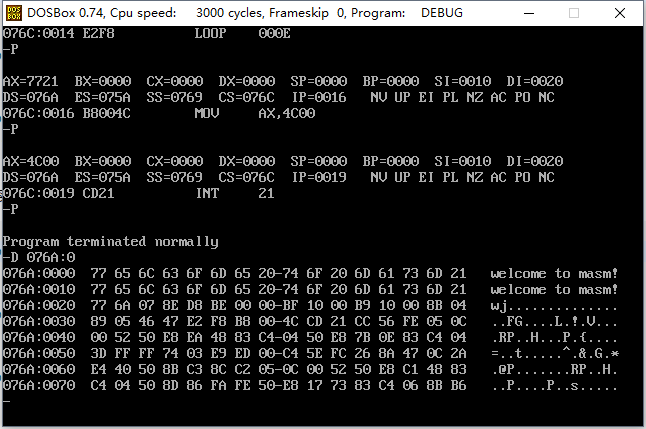 DOSBox 0.74, Cpu speed: 3000 cycles, Frameskip 0, Program: DEBUG
076C:0014 E2F8 LOOP 000E
-P
AX=7721 BX=0000 CX=0000 DX=0000 SP=0000 BP=0000 SI=0010 DI=0020
DS=076A ES=075A SS=0769 CS=076C IP=0016 NV UP EI PL NZ AC PO NC
076C:0016 B8004C MOV AX,4C00
-P
AX=4C00 BX=0000 CX=0000 DX=0000 SP=0000 BP=0000 SI=0010 DI=0020
DS=076A ES=075A SS=0769 CS=076C IP=0019 NV UP EI PL NZ AC PO NC
076C:0019 CD21 INT 21
-P
Program terminated normally
-D 076A:0
076A:0000 77 65 6C 63 6F 6D 65 20-74 6F 20 6D 61 73 6D 21 welcome to masm!
076A:0010 77 65 6C 63 6F 6D 65 20-74 6F 20 6D 61 73 6D 21 welcome to masm!
076A:0020 77 6A 07 8E D8 BE 00 00-BF 10 00 B9 10 00 8B 04 wj..............
076A:0030 89 05 46 47 E2 F8 B8 00-4C CD 21 CC 56 FE 05 0C ..FG....L.!.V...
076A:0040 00 52 50 E8 EA 48 83 C4-04 50 E8 7B 0E 83 C4 04 .RP..H...P.{....
076A:0050 3D FF FF 74 03 E9 ED 00-C4 5E FC 26 8A 47 0C 2A =..t.....^.&.G.*
076A:0060 E4 40 50 8B C3 8C C2 05-0C 00 52 50 E8 C1 48 83 .@P.......RP..H.
076A:0070 C4 04 50 8D 86 FA FE 50-E8 17 73 83 C4 06 8B B6 ..P....P..s.....
-